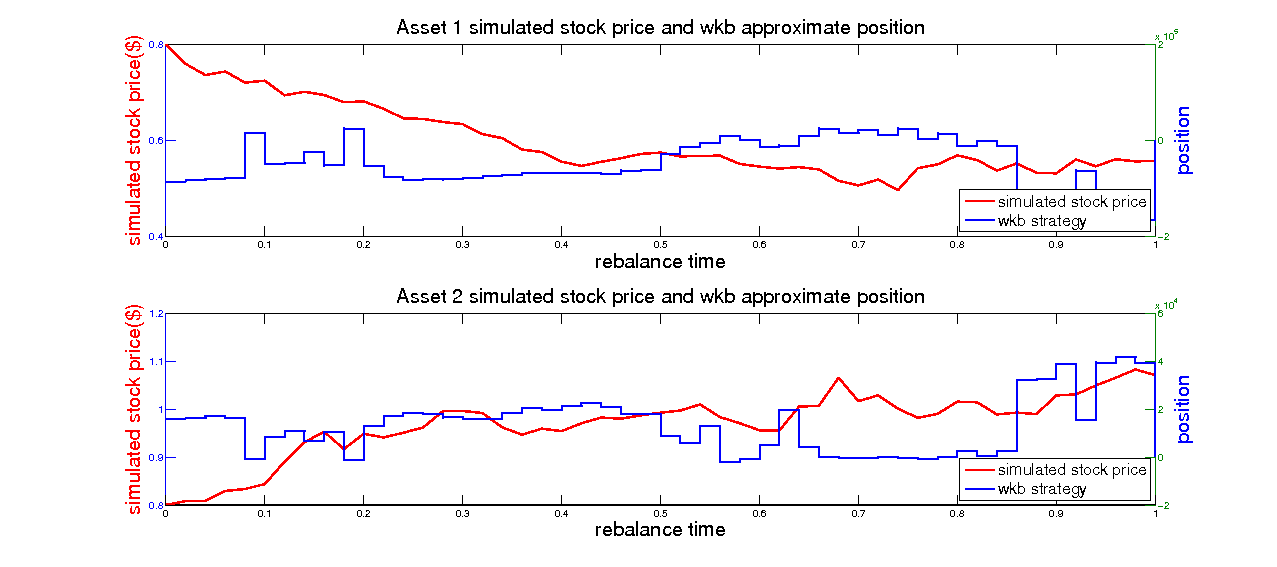 Asset 1 simulated stock price and wkb approximate position
x 10^5
simulated stock price($)
0.8
0.6
0.4
2
0
−2
position
simulated stock price
wkb strategy
0 0.1 0.2 0.3 0.4 0.5 0.6 0.7 0.8 0.9 1
rebalance time
Asset 2 simulated stock price and wkb approximate position
x 10^4
simulated stock price($)
1.2
1.1
1
0.9
0.8
6
4
2
0
−2
position
simulated stock price
wkb strategy
0 0.1 0.2 0.3 0.4 0.5 0.6 0.7 0.8 0.9 1
rebalance time